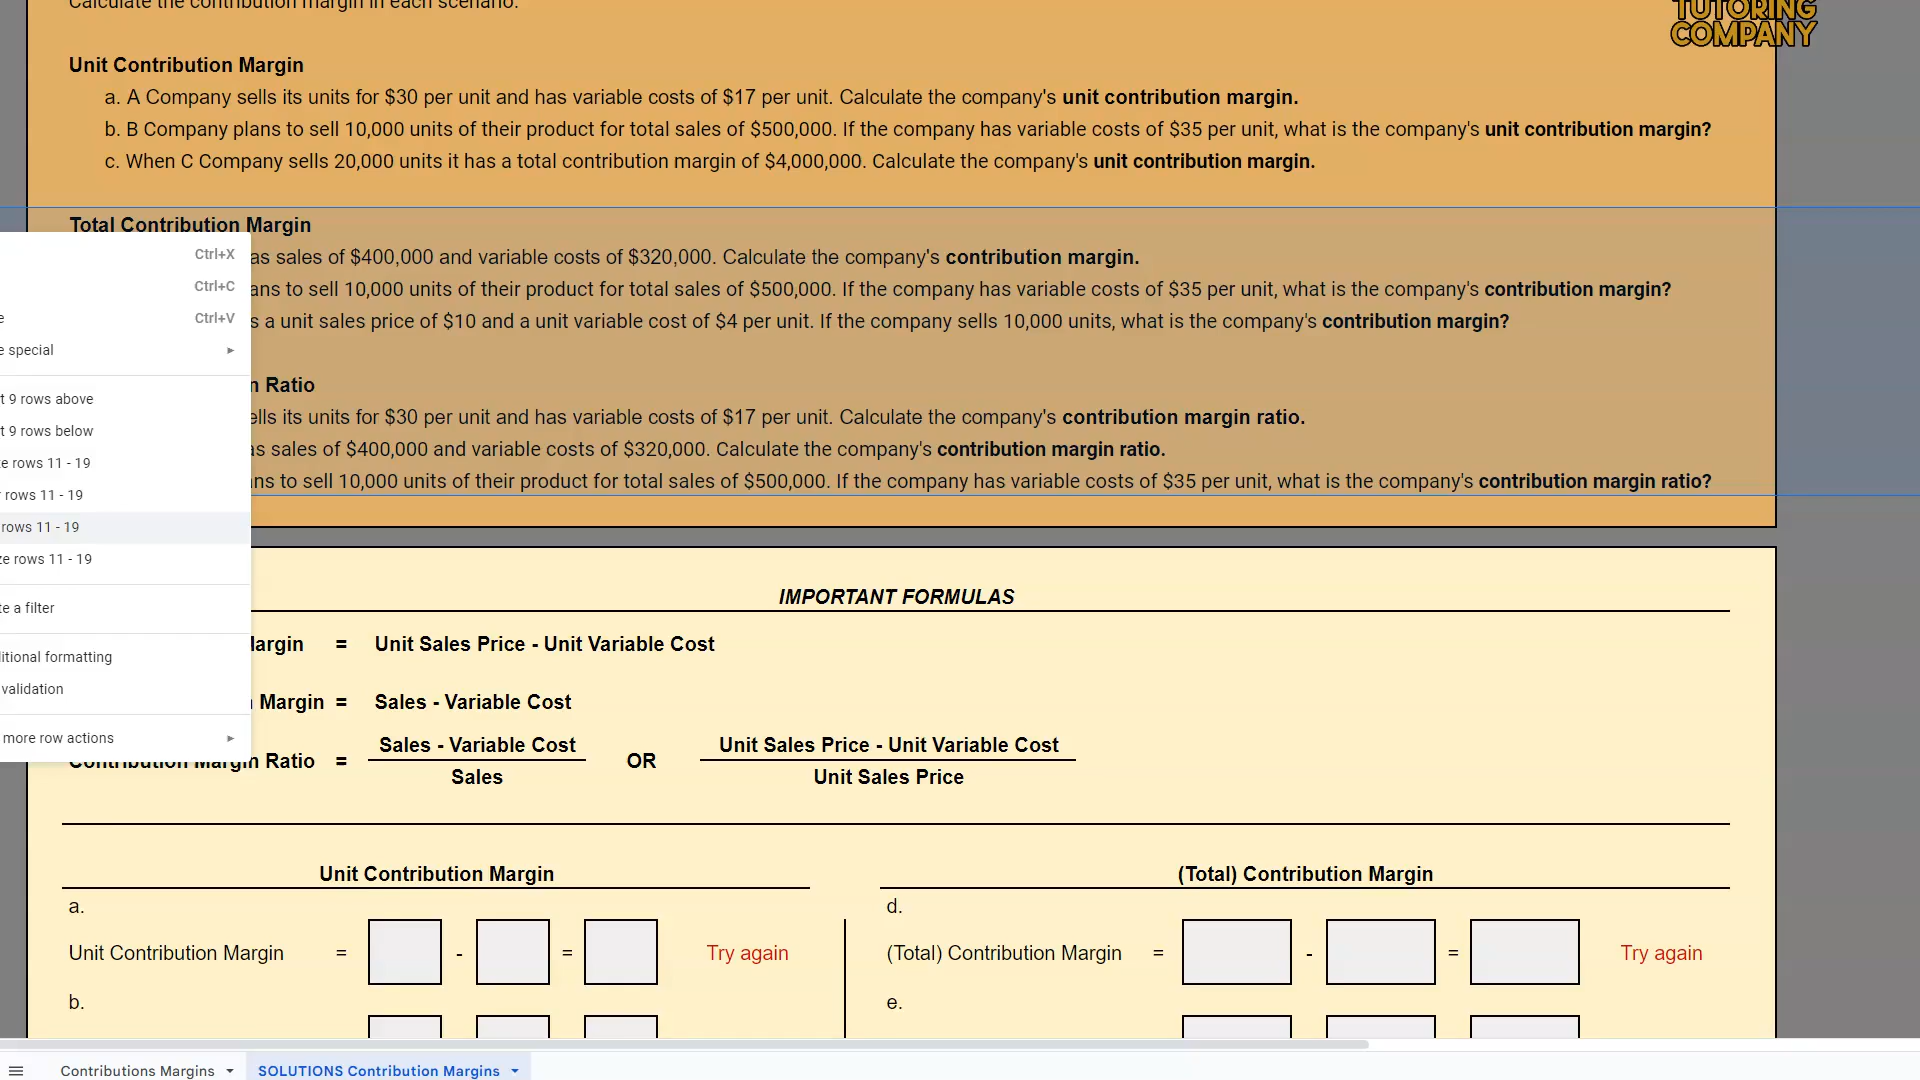 Calculate the contribution margin in each scenario.
TUTORING
COMPANY
Unit Contribution Margin
a. A Company sells its units for $30 per unit and has variable costs of $17 per unit. Calculate the company's unit contribution margin.
b. B Company plans to sell 10,000 units of their product for total sales of $500,000. If the company has variable costs of $35 per unit, what is the company's unit contribution margin?
c. When C Company sells 20,000 units it has a total contribution margin of $4,000,000. Calculate the company's unit contribution margin.
Total Contribution Margin
as sales of $400,000 and variable costs of $320,000. Calculate the company's contribution margin.
ans to sell 10,000 units of their product for total sales of $500,000. If the company has variable costs of $35 per unit, what is the company's contribution margin?
s a unit sales price of $10 and a unit variable cost of $4 per unit. If the company sells 10,000 units, what is the company's contribution margin?
n Ratio
ells its units for $30 per unit and has variable costs of $17 per unit. Calculate the company's contribution margin ratio.
as sales of $400,000 and variable costs of $320,000. Calculate the company's contribution margin ratio.
ns to sell 10,000 units of their product for total sales of $500,000. If the company has variable costs of $35 per unit, what is the company's contribution margin ratio?
Ctrl+X
Ctrl+C
e Ctrl+V
e special ►
t 9 rows above
t 9 rows below
te rows 11 - 19
r rows 11 - 19
rows 11 - 19
ze rows 11 - 19
te a filter
ditional formatting
validation
more row actions ►
IMPORTANT FORMULAS
Margin = Unit Sales Price - Unit Variable Cost
Margin = Sales - Variable Cost
Contribution Margin Ratio = Sales - Variable Cost
Sales
OR
Unit Sales Price - Unit Variable Cost
Unit Sales Price
Unit Contribution Margin
a.
Unit Contribution Margin = - = Try again
b.
(Total) Contribution Margin
d.
(Total) Contribution Margin = - = Try again
e.
Contributions Margins
SOLUTIONS Contribution Margins